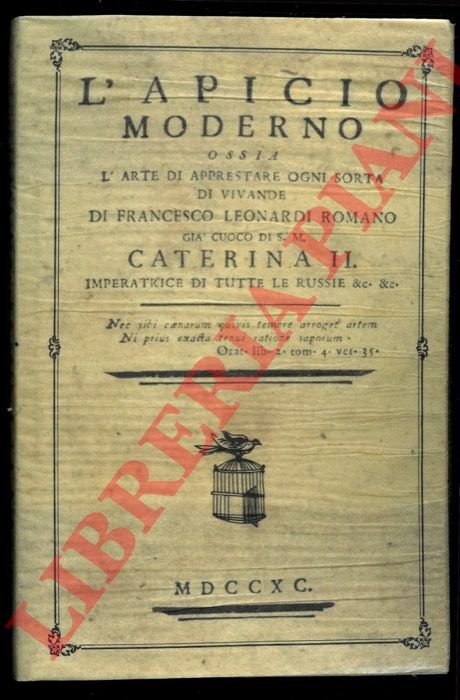 L'APICIO
MODERNO
OSSIA
L' ARTE DI APPRESTARE OGNI SORTA
DI VIVANDE
DI FRANCESCO LEONARDI ROMANO
GIA' CUOCO DI S. M.
CATERINA II.
IMPERATRICE DI TUTTE LE RUSSIE &c. &c.
Nec sibi cœnarum quivis temere arroget artem
Ni prius exacta tenui ratione saporum.
Orat. lib. 2. tom. 4. vet. 35.
MDCCXC.
LIBRERIA PIANI